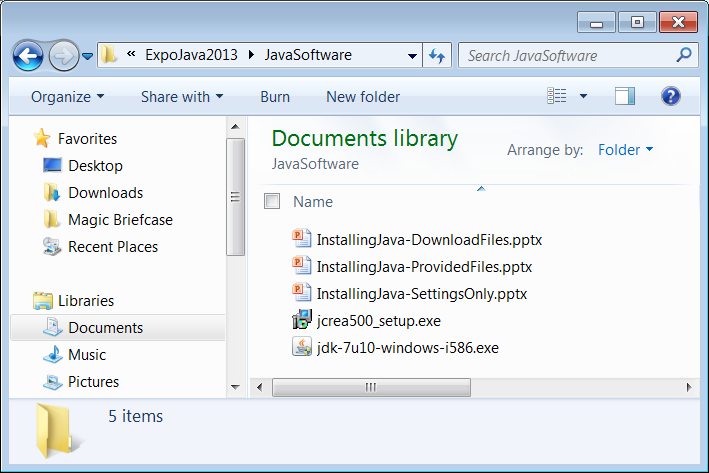 « ExpoJava2013 JavaSoftware Search JavaSoftware
Organize Share with Burn New folder
Favorites
Desktop
Downloads
Magic Briefcase
Recent Places
Libraries
Documents
Music
Pictures
Documents library
JavaSoftware
Arrange by: Folder
Name
InstallingJava-DownloadFiles.pptx
InstallingJava-ProvidedFiles.pptx
InstallingJava-SettingsOnly.pptx
jcrea500_setup.exe
jdk-7u10-windows-i586.exe
5 items